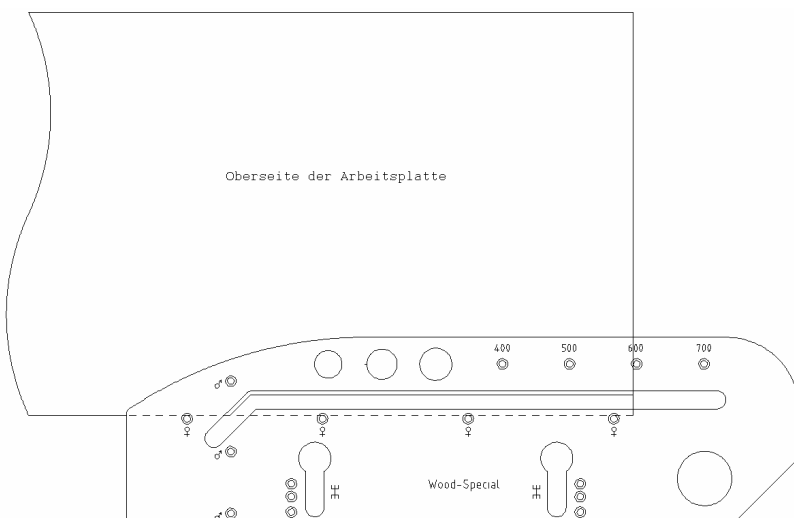 Oberseite der Arbeitsplatte
400 500 600 700
♂
♀ ♀ ♀ ♀
♂
Wood-Special
♂